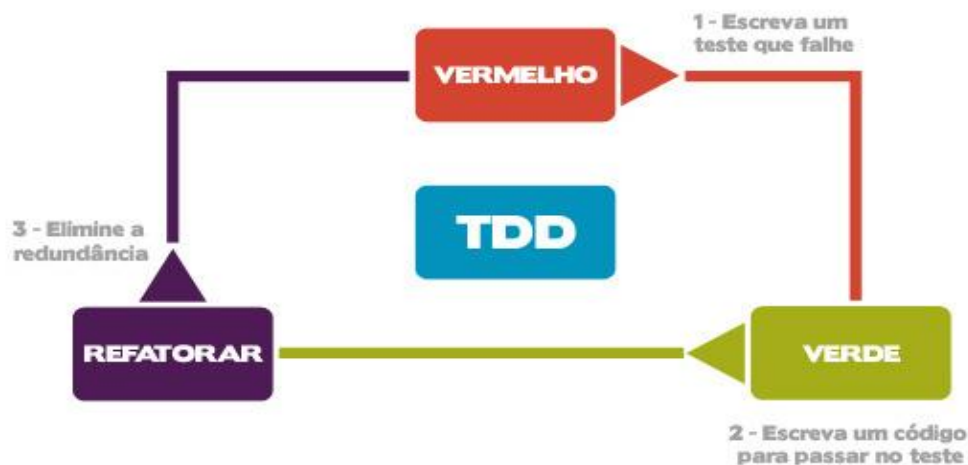 1 - Escreva um
teste que falhe
VERMELHO
TDD
3 - Elimine a
redundância
REFATORAR
VERDE
2 - Escreva um código
para passar no teste